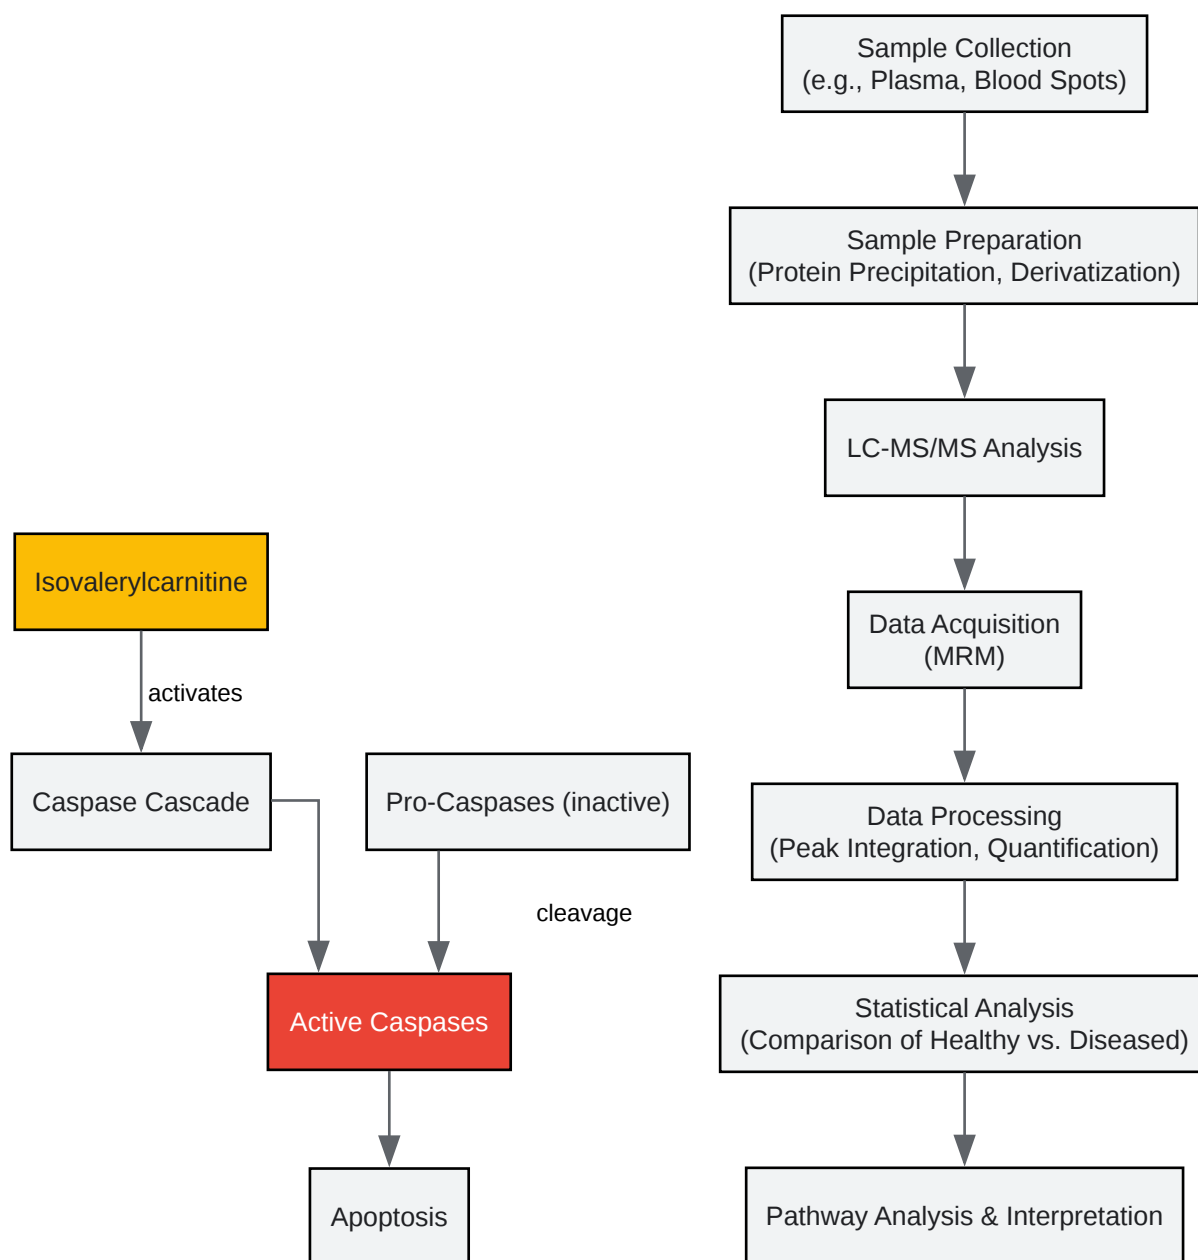 Isovalerylcarnitine
activates
Caspase Cascade
Pro-Caspases (inactive)
cleavage
Active Caspases
Apoptosis
Sample Collection
(e.g., Plasma, Blood Spots)
Sample Preparation
(Protein Precipitation, Derivatization)
LC-MS/MS Analysis
Data Acquisition
(MRM)
Data Processing
(Peak Integration, Quantification)
Statistical Analysis
(Comparison of Healthy vs. Diseased)
Pathway Analysis & Interpretation